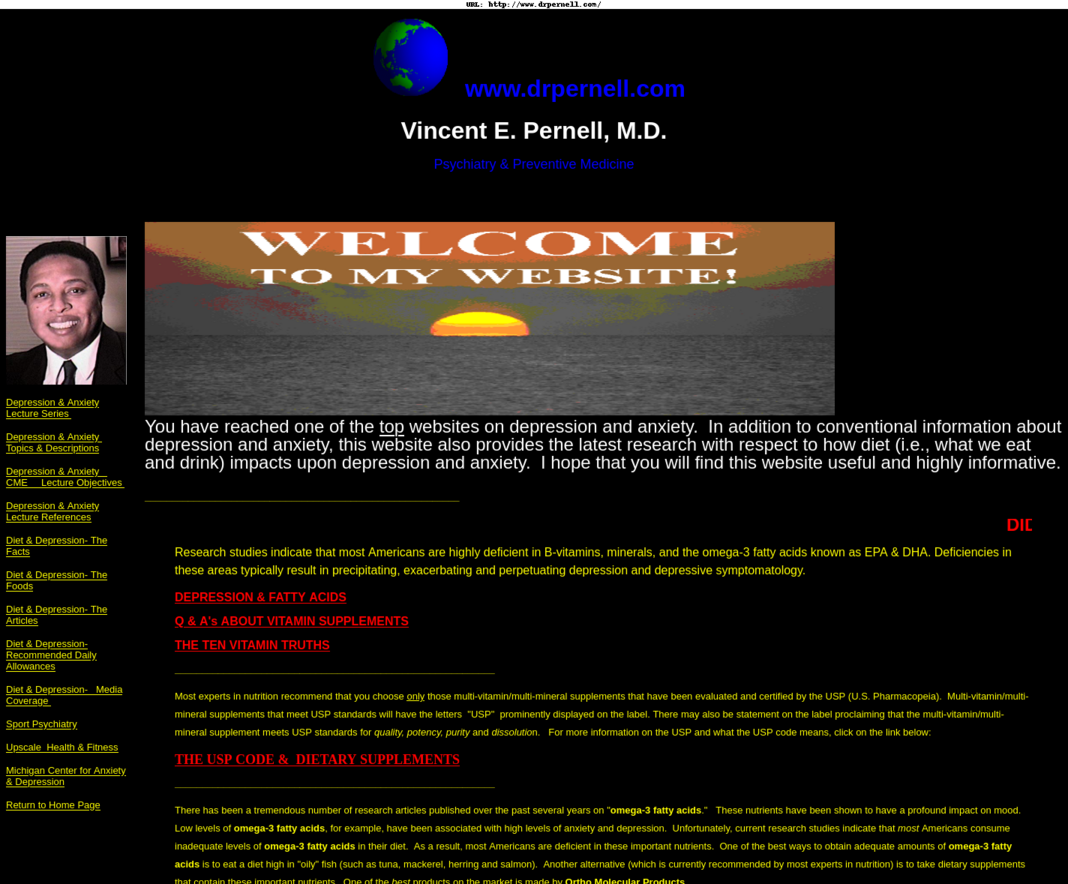 URL: http://www.drpernell.com/
www.drpernell.com
Vincent E. Pernell, M.D.
Psychiatry & Preventive Medicine
WELCOME
TO MY WEBSITE!
Depression & Anxiety
Lecture Series
Depression & Anxiety
Topics & Descriptions
Depression & Anxiety
CME Lecture Objectives
Depression & Anxiety
Lecture References
Diet & Depression- The
Facts
Diet & Depression- The
Foods
Diet & Depression- The
Articles
Diet & Depression-
Recommended Daily
Allowances
Diet & Depression- Media
Coverage
Sport Psychiatry
Upscale Health & Fitness
Michigan Center for Anxiety
& Depression
Return to Home Page
You have reached one of the top websites on depression and anxiety. In addition to conventional information about
depression and anxiety, this website also provides the latest research with respect to how diet (i.e., what we eat
and drink) impacts upon depression and anxiety. I hope that you will find this website useful and highly informative.
DID
Research studies indicate that most Americans are highly deficient in B-vitamins, minerals, and the omega-3 fatty acids known as EPA & DHA. Deficiencies in
these areas typically result in precipitating, exacerbating and perpetuating depression and depressive symptomatology.
DEPRESSION & FATTY ACIDS
Q & A's ABOUT VITAMIN SUPPLEMENTS
THE TEN VITAMIN TRUTHS
Most experts in nutrition recommend that you choose only those multi-vitamin/multi-mineral supplements that have been evaluated and certified by the USP (U.S. Pharmacopeia). Multi-vitamin/multi-
mineral supplements that meet USP standards will have the letters "USP" prominently displayed on the label. There may also be statement on the label proclaiming that the multi-vitamin/multi-
mineral supplement meets USP standards for quality, potency, purity and dissolution. For more information on the USP and what the USP code means, click on the link below:
THE USP CODE & DIETARY SUPPLEMENTS
There has been a tremendous number of research articles published over the past several years on "omega-3 fatty acids." These nutrients have been shown to have a profound impact on mood.
Low levels of omega-3 fatty acids, for example, have been associated with high levels of anxiety and depression. Unfortunately, current research studies indicate that most Americans consume
inadequate levels of omega-3 fatty acids in their diet. As a result, most Americans are deficient in these important nutrients. One of the best ways to obtain adequate amounts of omega-3 fatty
acids is to eat a diet high in "oily" fish (such as tuna, mackerel, herring and salmon). Another alternative (which is currently recommended by most experts in nutrition) is to take dietary supplements
that contain these important nutrients. One of the best products on the market is made by Ortho Molecular Products.